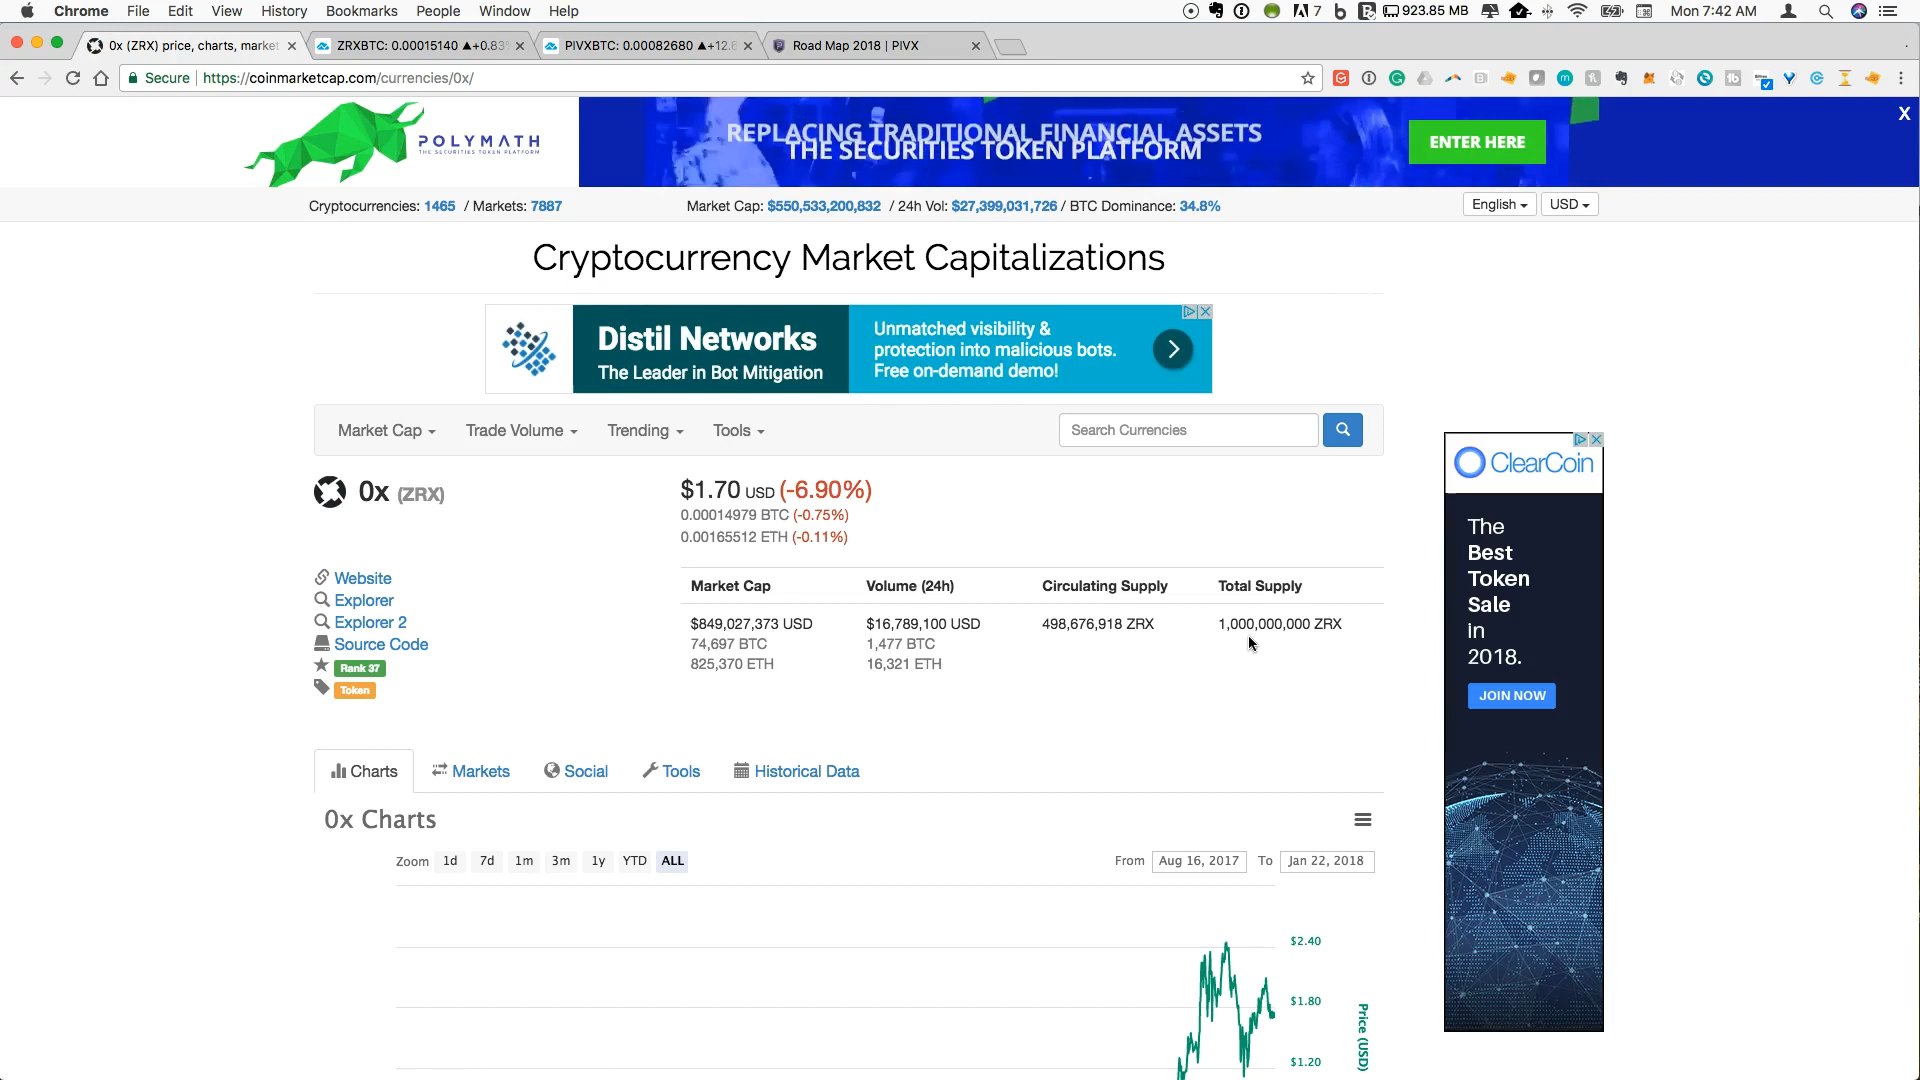 Chrome File Edit View History Bookmarks People Window Help 7 923.85 MB Mon 7:42 AM
0x (ZRX) price, charts, market ZRXBTC: 0.00015140 ▲+0.83% PIVXBTC: 0.00082680 ▲+12.6 Road Map 2018 | PIVX
Secure https://coinmarketcap.com/currencies/0x/
POLYMATH
THE SECURITIES TOKEN PLATFORM
REPLACING TRADITIONAL FINANCIAL ASSETS
THE SECURITIES TOKEN PLATFORM
ENTER HERE
X
Cryptocurrencies: 1465 / Markets: 7887 Market Cap: $550,533,200,832 / 24h Vol: $27,399,031,726 / BTC Dominance: 34.8% English USD
Cryptocurrency Market Capitalizations
Distil Networks
The Leader in Bot Mitigation
Unmatched visibility &
protection into malicious bots.
Free on-demand demo!
Market Cap Trade Volume Trending Tools Search Currencies
0x (ZRX)
$1.70 USD (-6.90%)
0.00014979 BTC (-0.75%)
0.00165512 ETH (-0.11%)
Website
Explorer
Explorer 2
Source Code
Rank 37
Token
Market Cap Volume (24h) Circulating Supply Total Supply
$849,027,373 USD $16,789,100 USD 498,676,918 ZRX 1,000,000,000 ZRX
74,697 BTC 1,477 BTC
825,370 ETH 16,321 ETH
ClearCoin
The
Best
Token
Sale
in
2018.
JOIN NOW
Charts Markets Social Tools Historical Data
0x Charts
Zoom 1d 7d 1m 3m 1y YTD ALL From Aug 16, 2017 To Jan 22, 2018
$2.40
$1.80
$1.20
Price (USD)